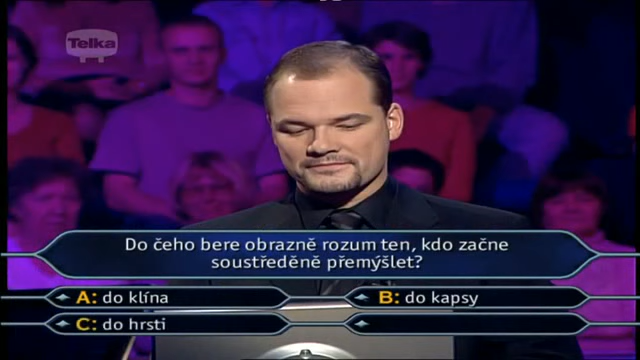 Telka
Do čeho bere obrazně rozum ten, kdo začne
soustředěně přemýšlet?
A: do klína
B: do kapsy
C: do hrsti